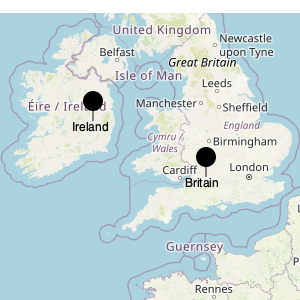 United Kingdom
Newcastle
upon Tyne
Belfast
Great Britain
Isle of Man
Leeds
Manchester
Sheffield
Éire / Ireland
Ireland
England
Cymru /
Wales
Birmingham
London
Cardiff
Britain
Guernsey
Rennes